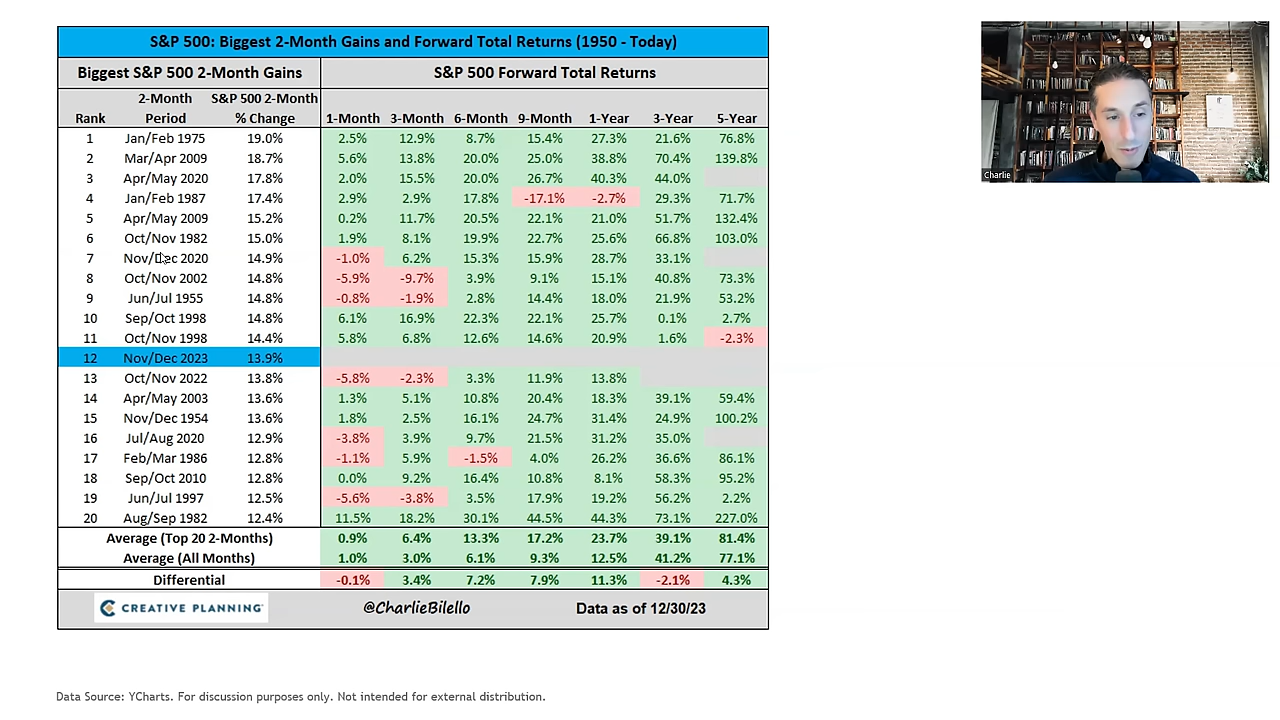 S&P 500: Biggest 2-Month Gains and Forward Total Returns (1950 - Today)
Biggest S&P 500 2-Month Gains S&P 500 Forward Total Returns
Rank 2-Month Period S&P 500 2-Month % Change 1-Month 3-Month 6-Month 9-Month 1-Year 3-Year 5-Year
1 Jan/Feb 1975 19.0% 2.5% 12.9% 8.7% 15.4% 27.3% 21.6% 76.8%
2 Mar/Apr 2009 18.7% 5.6% 13.8% 20.0% 25.0% 38.8% 70.4% 139.8%
3 Apr/May 2020 17.8% 2.0% 15.5% 20.0% 26.7% 40.3% 44.0%
4 Jan/Feb 1987 17.4% 2.9% 2.9% 17.8% -17.1% -2.7% 29.3% 71.7%
5 Apr/May 2009 15.2% 0.2% 11.7% 20.5% 22.1% 21.0% 51.7% 132.4%
6 Oct/Nov 1982 15.0% 1.9% 8.1% 19.9% 22.7% 25.6% 66.8% 103.0%
7 Nov/Dec 2020 14.9% -1.0% 6.2% 15.3% 15.9% 28.7% 33.1%
8 Oct/Nov 2002 14.8% -5.9% -9.7% 3.9% 9.1% 15.1% 40.8% 73.3%
9 Jun/Jul 1955 14.8% -0.8% -1.9% 2.8% 14.4% 18.0% 21.9% 53.2%
10 Sep/Oct 1998 14.8% 6.1% 16.9% 22.3% 22.1% 25.7% 0.1% 2.7%
11 Oct/Nov 1998 14.4% 5.8% 6.8% 12.6% 14.6% 20.9% 1.6% -2.3%
12 Nov/Dec 2023 13.9%
13 Oct/Nov 2022 13.8% -5.8% -2.3% 3.3% 11.9% 13.8%
14 Apr/May 2003 13.6% 1.3% 5.1% 10.8% 20.4% 18.3% 39.1% 59.4%
15 Nov/Dec 1954 13.6% 1.8% 2.5% 16.1% 24.7% 31.4% 24.9% 100.2%
16 Jul/Aug 2020 12.9% -3.8% 3.9% 9.7% 21.5% 31.2% 35.0%
17 Feb/Mar 1986 12.8% -1.1% 5.9% -1.5% 4.0% 26.2% 36.6% 86.1%
18 Sep/Oct 2010 12.8% 0.0% 9.2% 16.4% 10.8% 8.1% 58.3% 95.2%
19 Jun/Jul 1997 12.5% -5.6% -3.8% 3.5% 17.9% 19.2% 56.2% 2.2%
20 Aug/Sep 1982 12.4% 11.5% 18.2% 30.1% 44.5% 44.3% 73.1% 227.0%
Average (Top 20 2-Months) 0.9% 6.4% 13.3% 17.2% 23.7% 39.1% 81.4%
Average (All Months) 1.0% 3.0% 6.1% 9.3% 12.5% 41.2% 77.1%
Differential -0.1% 3.4% 7.2% 7.9% 11.3% -2.1% 4.3%
CREATIVE PLANNING @CharlieBilello Data as of 12/30/23
Data Source: YCharts. For discussion purposes only. Not intended for external distribution.
Charlie